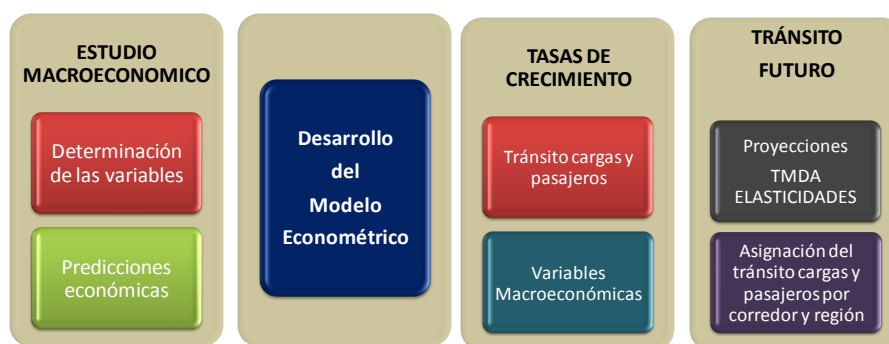 ESTUDIO
MACROECONOMICO
Determinación
de las variables
Predicciones
económicas
Desarrollo
del
Modelo
Econométrico
TASAS DE
CRECIMIENTO
Tránsito cargas y
pasajeros
Variables
Macroeconómicas
TRÁNSITO
FUTURO
Proyecciones
TMDA
ELASTICIDADES
Asignación del
tránsito cargas y
pasajeros por
corredor y región